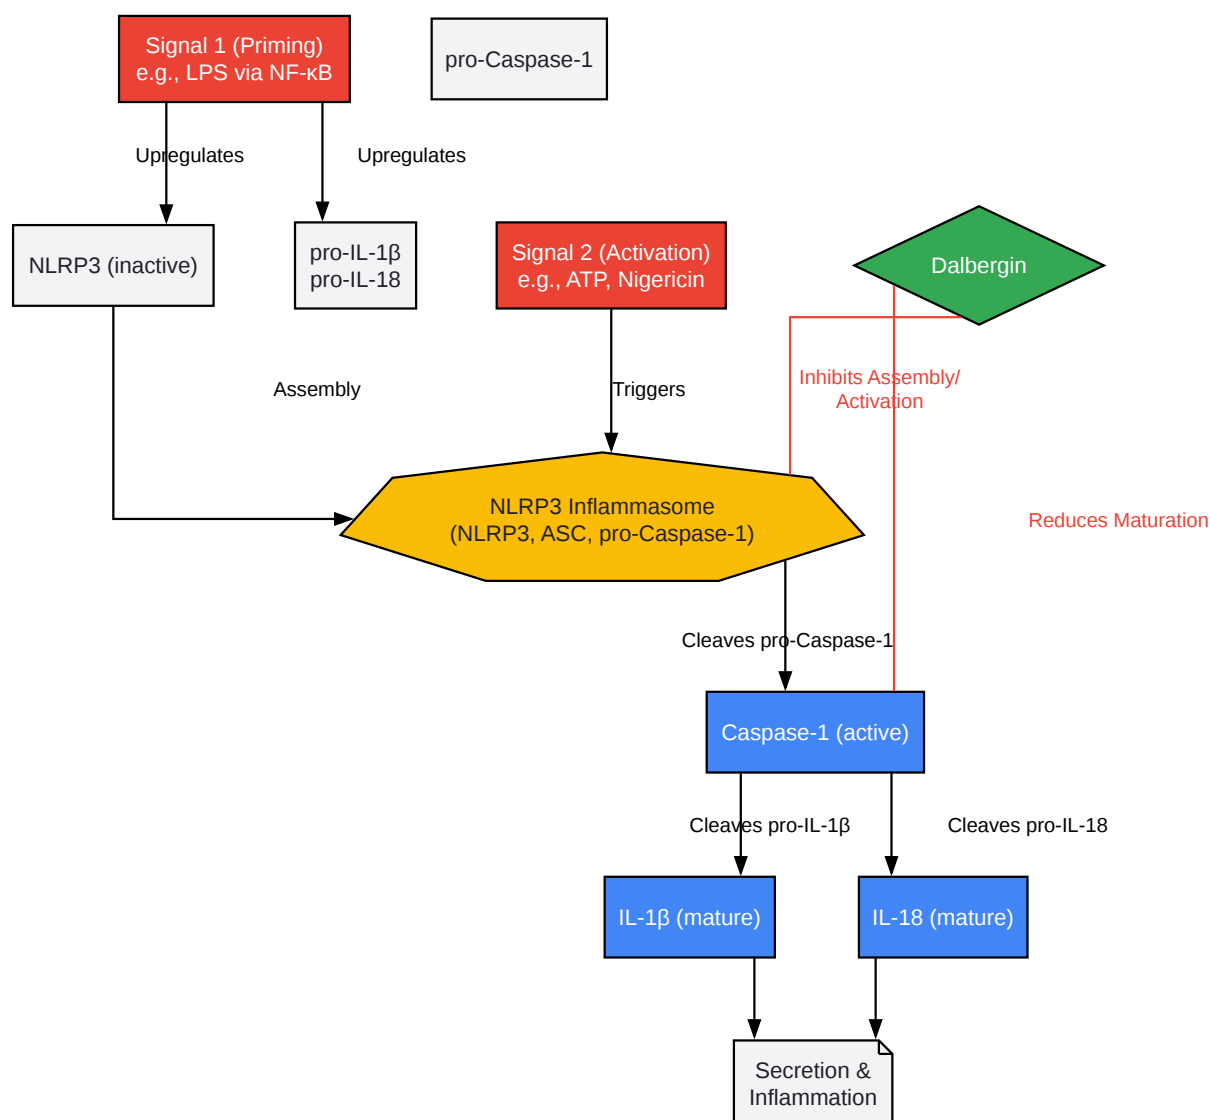 Signal 1 (Priming)
e.g., LPS via NF-κB
pro-Caspase-1
Upregulates
Upregulates
NLRP3 (inactive)
pro-IL-1β
pro-IL-18
Signal 2 (Activation)
e.g., ATP, Nigericin
Dalbergin
Assembly
Triggers
Inhibits Assembly/
Activation
NLRP3 Inflammasome
(NLRP3, ASC, pro-Caspase-1)
Reduces Maturation
Cleaves pro-Caspase-1
Caspase-1 (active)
Cleaves pro-IL-1β
Cleaves pro-IL-18
IL-1β (mature)
IL-18 (mature)
Secretion &
Inflammation